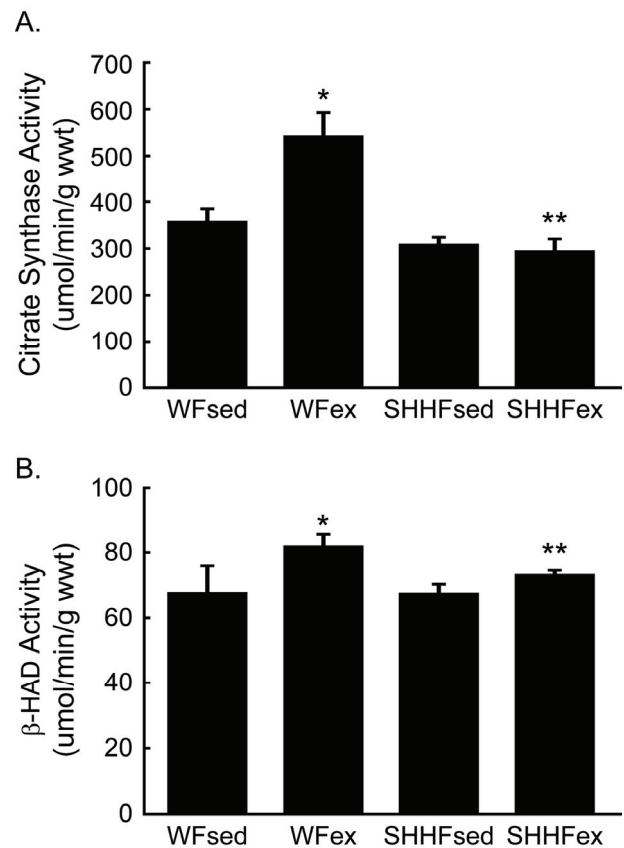 A.
Citrate Synthase Activity
(umol/min/g wwt)
700
600
500
400
300
200
100
0
*
**
WFsed WFex SHHFsed SHHFex
B.
β-HAD Activity
(umol/min/g wwt)
100
80
60
40
20
0
*
**
WFsed WFex SHHFsed SHHFex